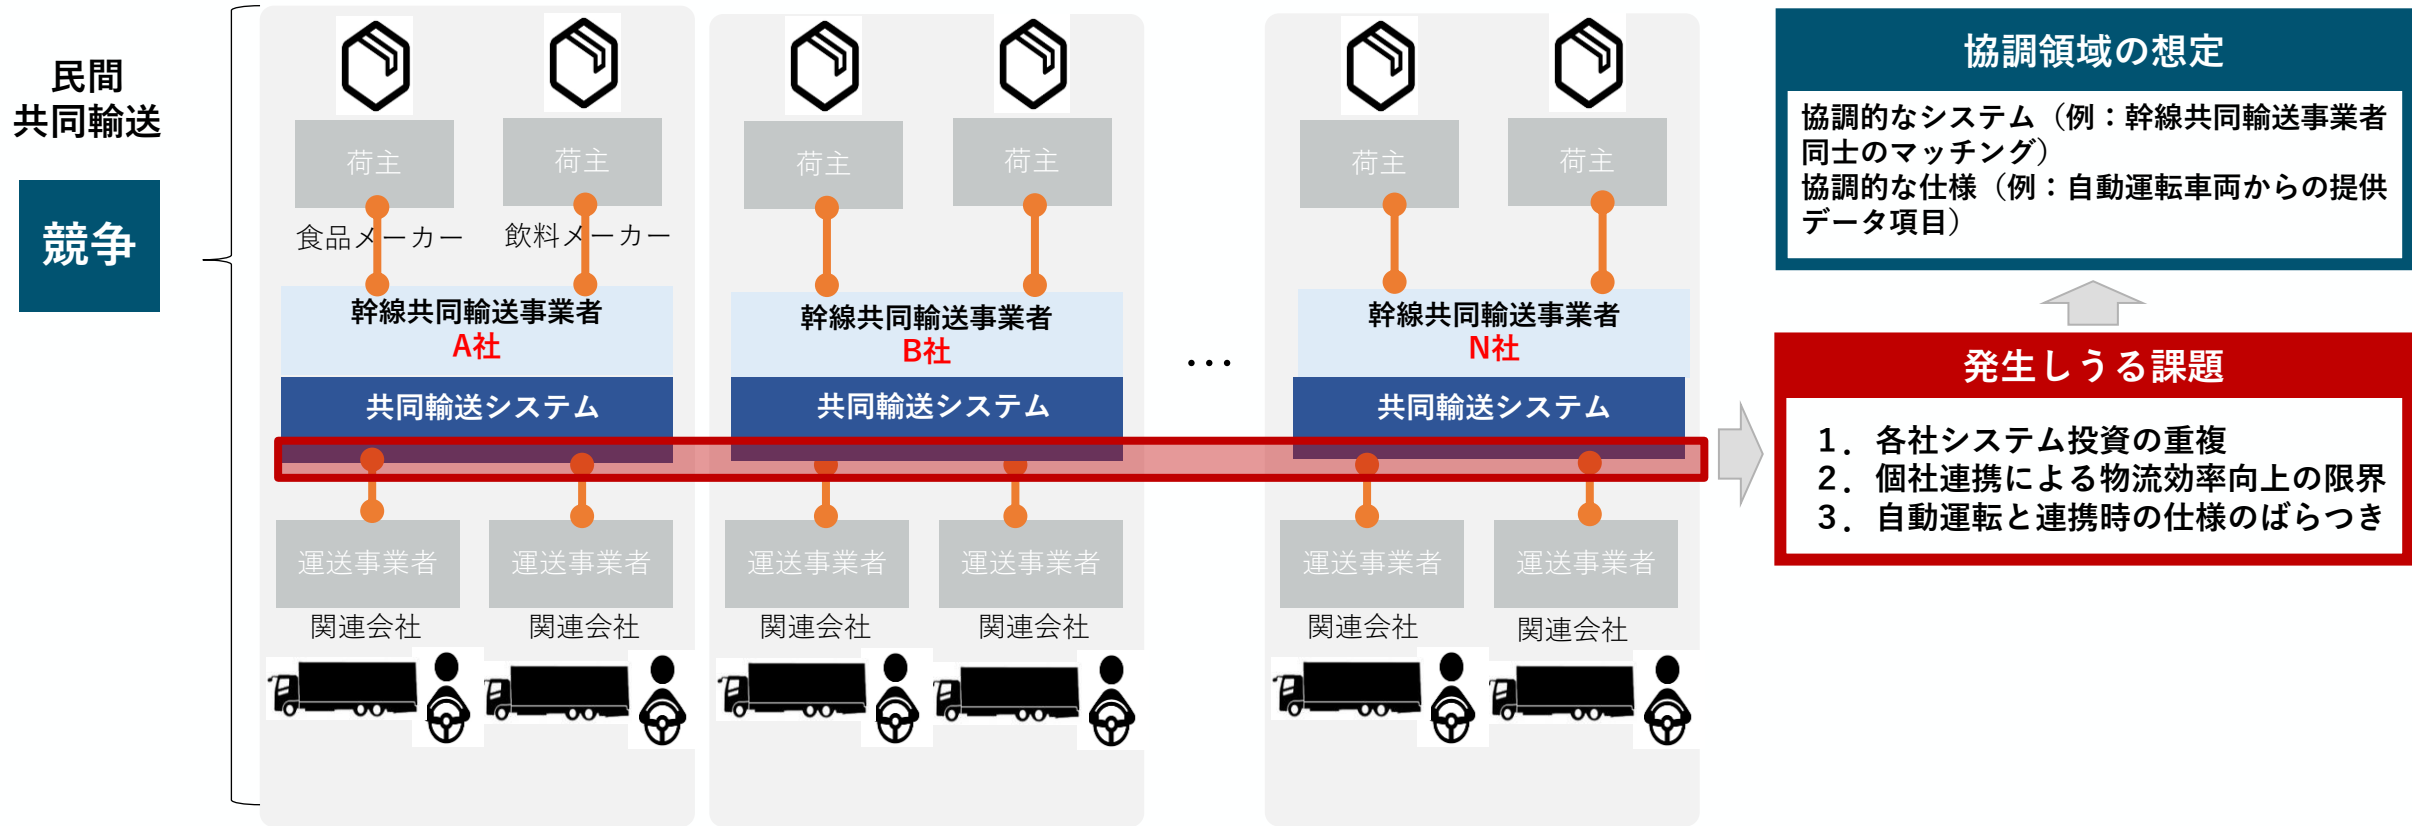 民間
共同輸送
競争
荷主
荷主
荷主
荷主
荷主
荷主
食品メーカー
飲料メーカー
幹線共同輸送事業者
A社
幹線共同輸送事業者
B社
…
幹線共同輸送事業者
N社
共同輸送システム
共同輸送システム
共同輸送システム
運送事業者
運送事業者
運送事業者
運送事業者
運送事業者
運送事業者
関連会社
関連会社
関連会社
関連会社
関連会社
関連会社
協調領域の想定
協調的なシステム（例：幹線共同輸送事業者
同士のマッチング）
協調的な仕様（例：自動運転車両からの提供
データ項目）
発生しうる課題
1．各社システム投資の重複
2．個社連携による物流効率向上の限界
3．自動運転と連携時の仕様のばらつき